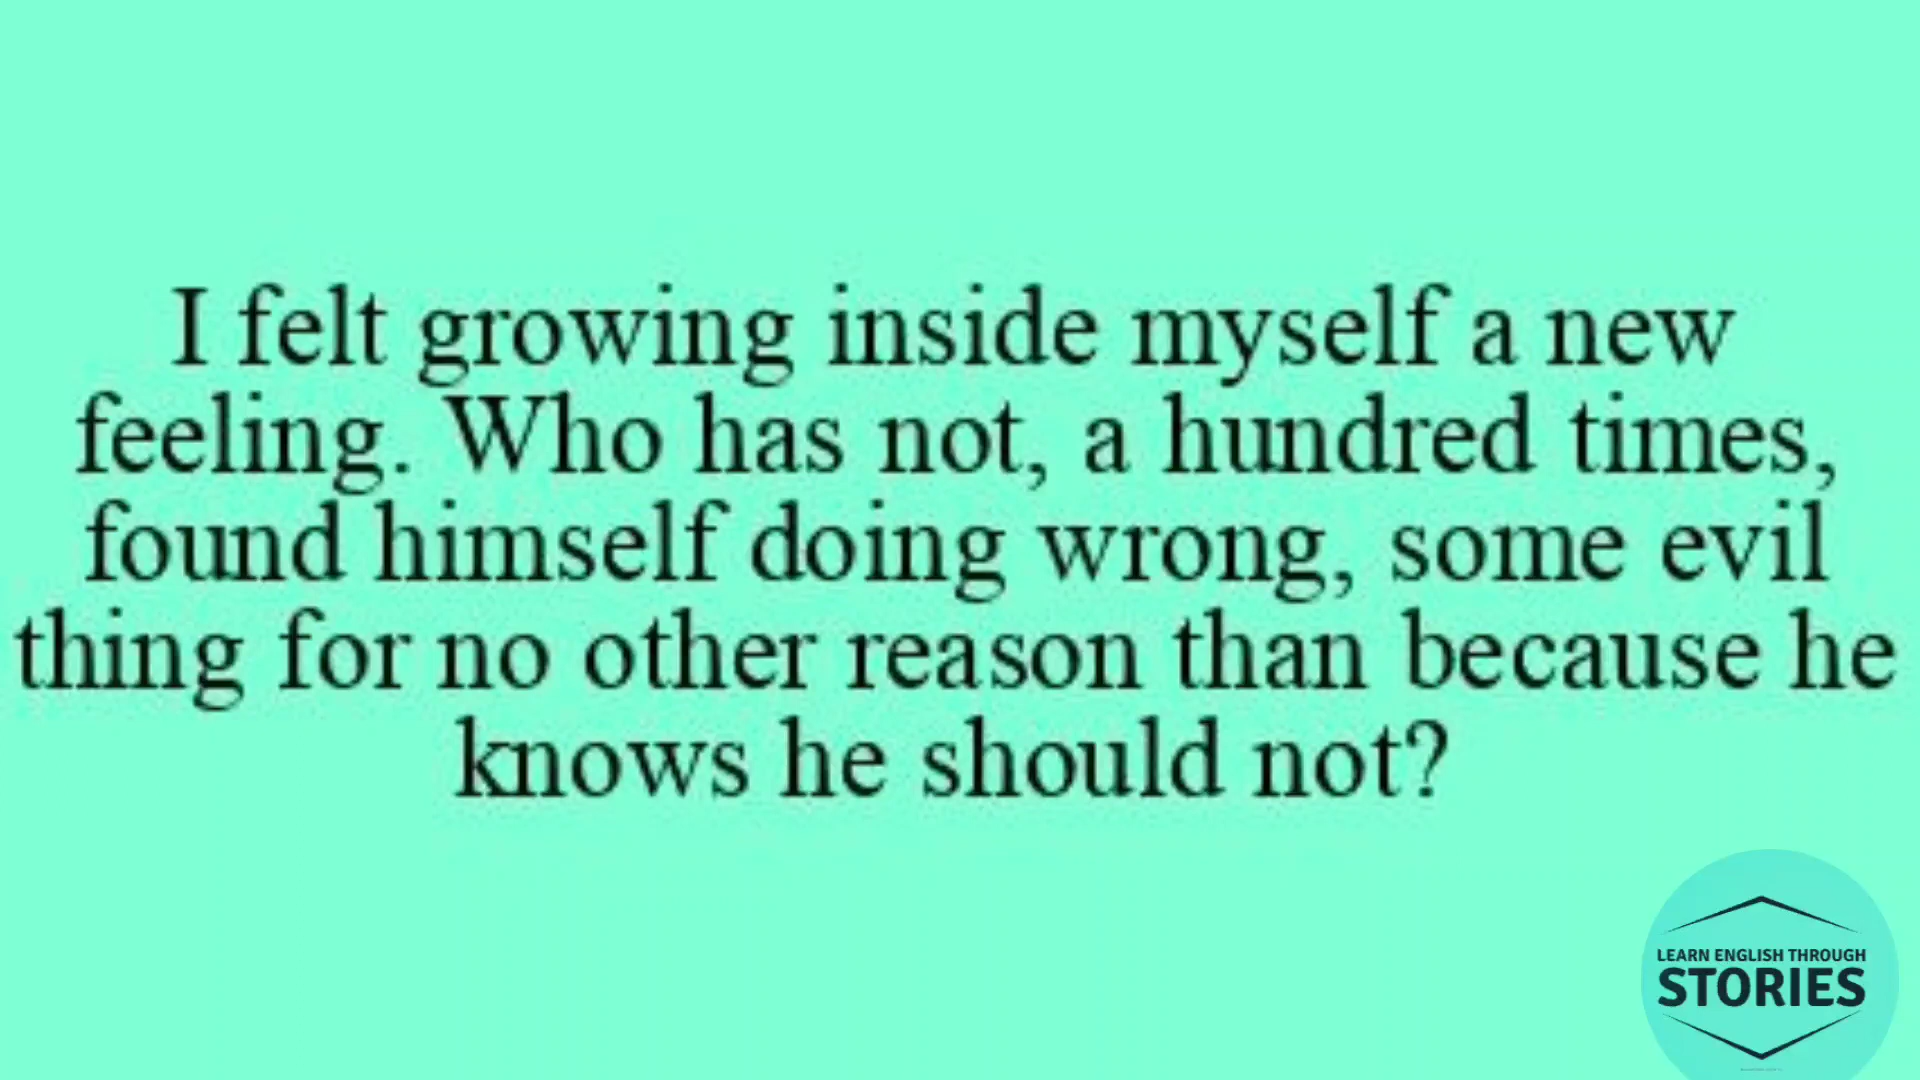 I felt growing inside myself a new
feeling. Who has not, a hundred times,
found himself doing wrong, some evil
thing for no other reason than because he
knows he should not?
LEARN ENGLISH THROUGH
STORIES